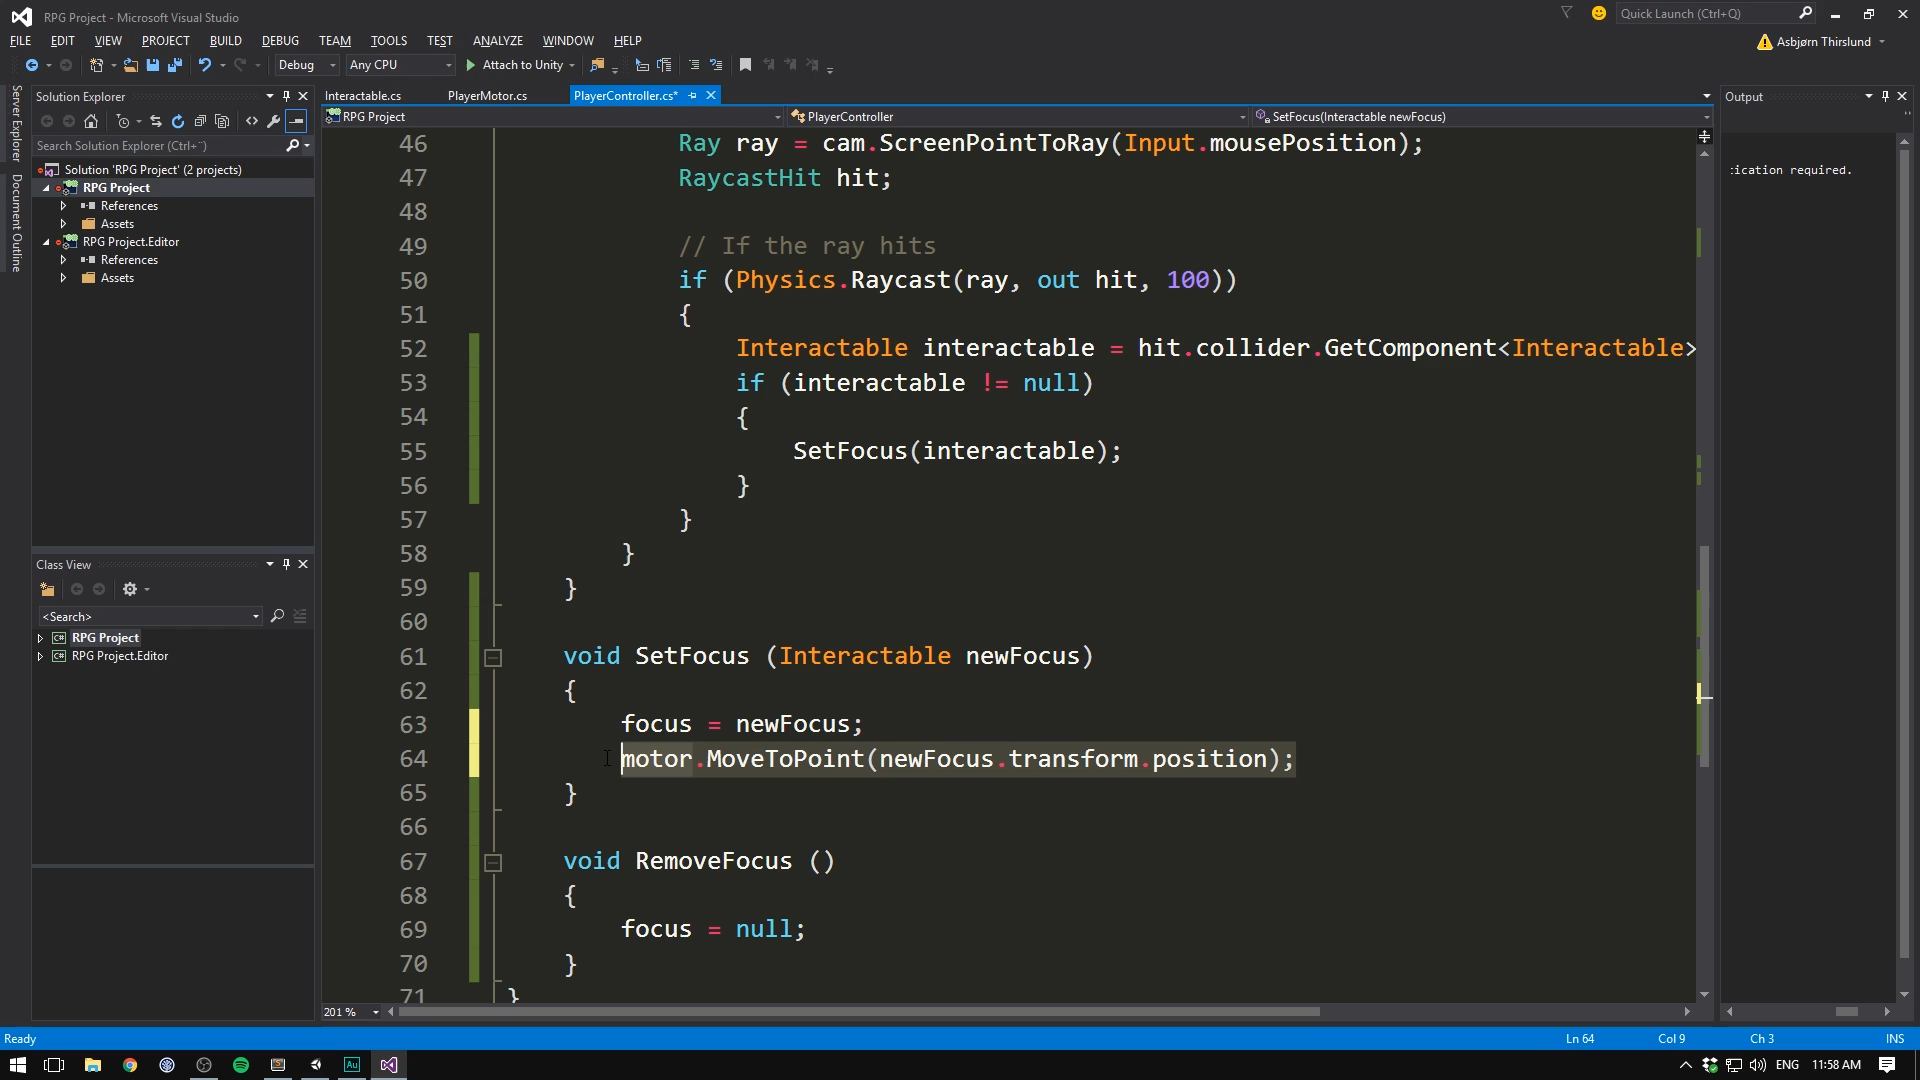 RPG Project - Microsoft Visual Studio
Quick Launch (Ctrl+Q)
FILE EDIT VIEW PROJECT BUILD DEBUG TEAM TOOLS TEST ANALYZE WINDOW HELP
Asbjørn Thirslund
Debug Any CPU Attach to Unity
Server Explorer
Document Outline
Solution Explorer
Search Solution Explorer (Ctrl+¨)
Solution 'RPG Project' (2 projects)
RPG Project
References
Assets
RPG Project.Editor
References
Assets
Class View
<Search>
RPG Project
RPG Project.Editor
Interactable.cs PlayerMotor.cs PlayerController.cs*
RPG Project PlayerController SetFocus(Interactable newFocus)
46 Ray ray = cam.ScreenPointToRay(Input.mousePosition);
47 RaycastHit hit;
48
49 // If the ray hits
50 if (Physics.Raycast(ray, out hit, 100))
51 {
52 Interactable interactable = hit.collider.GetComponent<Interactable>
53 if (interactable != null)
54 {
55 SetFocus(interactable);
56 }
57 }
58 }
59 }
60
61 void SetFocus (Interactable newFocus)
62 {
63 focus = newFocus;
64 motor.MoveToPoint(newFocus.transform.position);
65 }
66
67 void RemoveFocus ()
68 {
69 focus = null;
70 }
71 }
201 %
Output
ication required.
Ready Ln 64 Col 9 Ch 3 INS
Au
ENG 11:58 AM